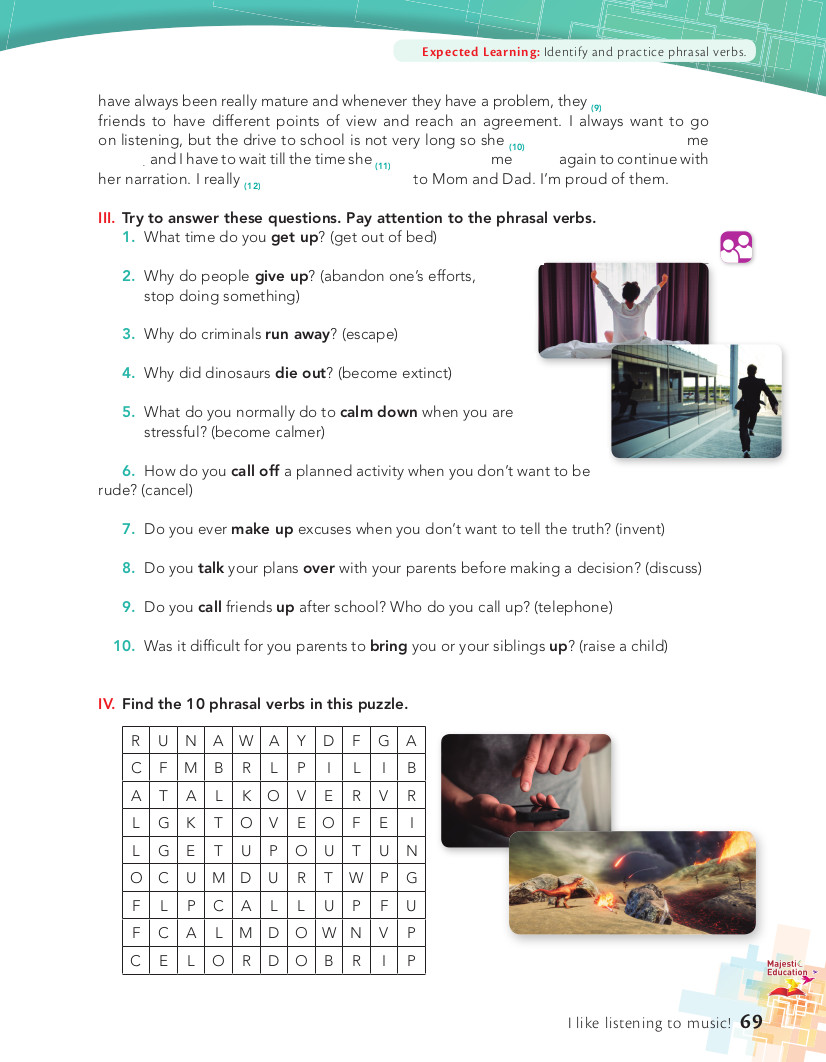 Expected Learning: Identify and practice phrasal verbs.
have always been really mature and whenever they have a problem, they (9)
friends to have different points of view and reach an agreement. I always want to go
on listening, but the drive to school is not very long so she (10) me
. and I have to wait till the time she (11) me again to continue with
her narration. I really (12) to Mom and Dad. I'm proud of them.
III. Try to answer these questions. Pay attention to the phrasal verbs.
1. What time do you get up? (get out of bed)
2. Why do people give up? (abandon one's efforts,
stop doing something)
3. Why do criminals run away? (escape)
4. Why did dinosaurs die out? (become extinct)
5. What do you normally do to calm down when you are
stressful? (become calmer)
6. How do you call off a planned activity when you don't want to be
rude? (cancel)
7. Do you ever make up excuses when you don't want to tell the truth? (invent)
8. Do you talk your plans over with your parents before making a decision? (discuss)
9. Do you call friends up after school? Who do you call up? (telephone)
10. Was it difficult for you parents to bring you or your siblings up? (raise a child)
IV. Find the 10 phrasal verbs in this puzzle.
R U N A W A Y D F G A
C F M B R L P I L I B
A T A L K O V E R V R
L G K T O V E O F E I
L G E T U P O U T U N
O C U M D U R T W P G
F L P C A L L U P F U
F C A L M D O W N V P
C E L O R D O B R I P
Majestic
Education
I like listening to music! 69